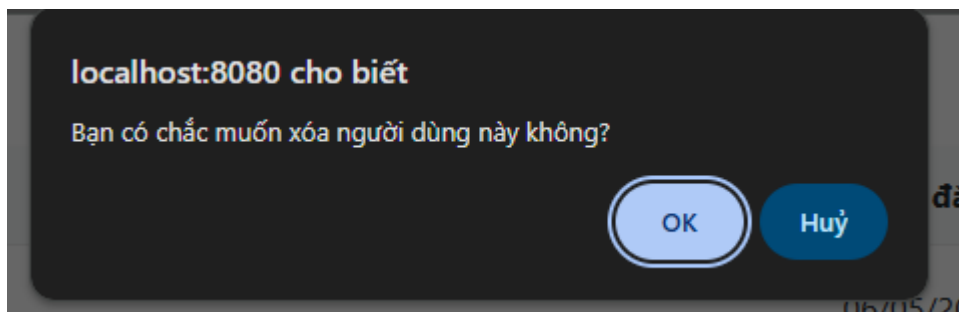 localhost:8080 cho biết
Bạn có chắc muốn xóa người dùng này không?
OK
Huỷ